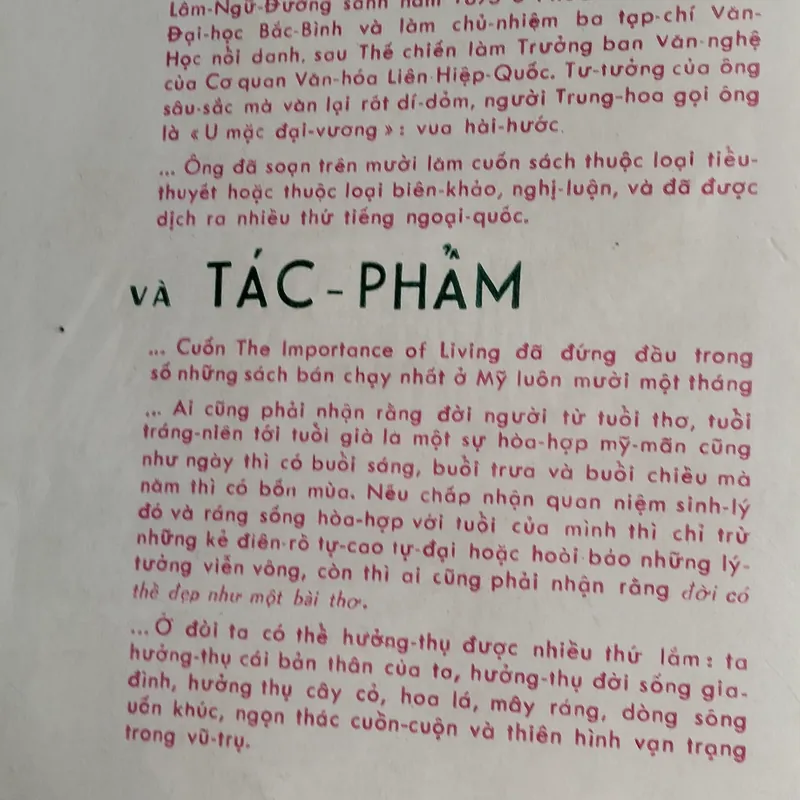 Lâm-Ngữ-Đường sanh năm 1895 ở
Đại-học Bắc-Bình và làm chủ-nhiệm ba tạp-chí Văn-
Học nổi danh, sau Thế chiến làm Trưởng ban Văn-nghệ
của Cơ quan Văn-hóa Liên-Hiệp-Quốc. Tư-tưởng của ông
sâu-sắc mà vàn lại rót dí-dỏm, người Trung-hoa gọi ông
là « U mặc đại-vương » : vua hài-hước.
... Ông đã soạn trên mười lăm cuốn sách thuộc loại tiểu-
thuyết hoặc thuộc loại biên-khảo, nghị-luận, và đã được
dịch ra nhiều thứ tiếng ngoại-quốc.
VÀ TÁC-PHẨM
... Cuốn The Importance of Living đã đứng đầu trong
số những sách bán chạy nhất ở Mỹ luôn mười một tháng
... Ai cũng phải nhận rằng đời người từ tuổi thơ, tuổi
tráng-niên tới tuổi già là một sự hòa-hợp mỹ-mãn cũng
như ngày thì có buổi sáng, buổi trưa và buổi chiều mà
năm thì có bốn mùa. Nếu chấp nhận quan niệm sinh-lý
đó và ráng sống hòa-hợp với tuổi của mình thì chỉ trừ
những kẻ điên-rồ tự-cao tự-đại hoặc hoài-bảo những lý-
tưởng viển vông, còn thì ai cũng phải nhận rằng đời có
thể đẹp như một bài thơ.
... Ở đời ta có thể hưởng-thụ được nhiều thứ lắm : ta
hưởng-thụ cái bản thân của ta, hưởng-thụ đời sống gia-
đình, hưởng thụ cây cỏ, hoa lá, mây ráng, dòng sông
uốn khúc, ngọn thác cuồn-cuộn và thiên hình vạn trạng
trong vũ-trụ.